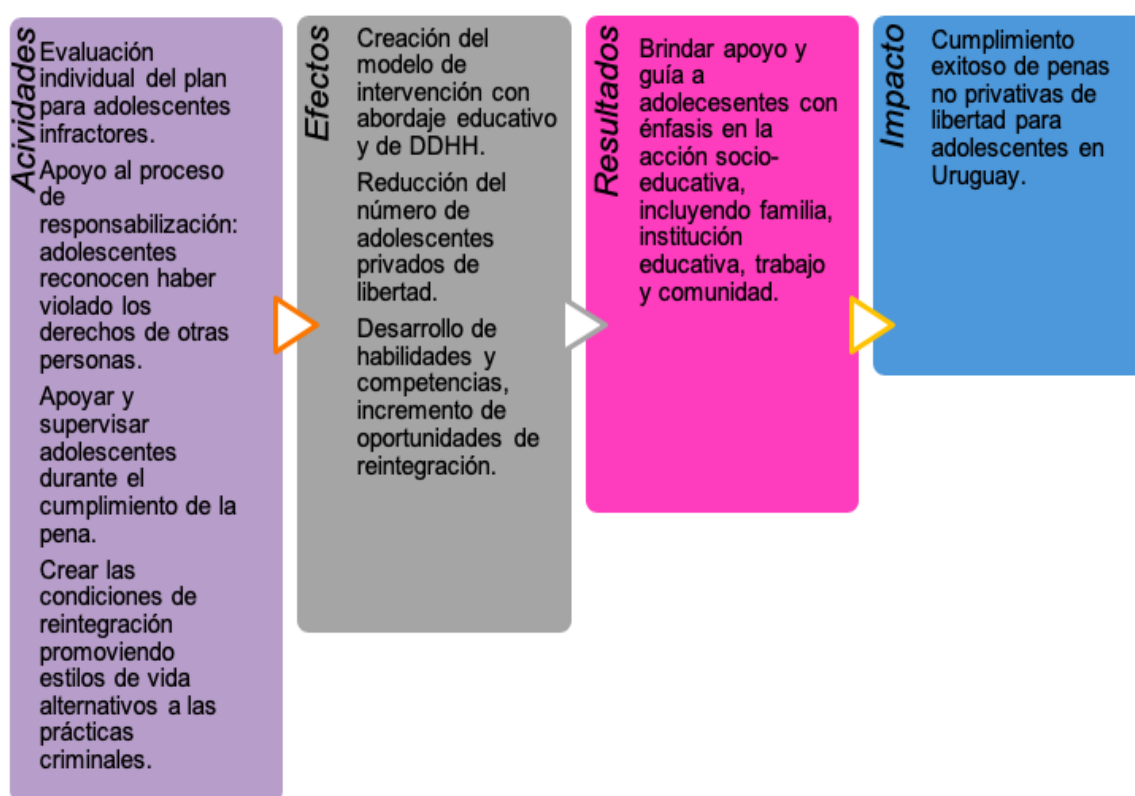 Actividades
Evaluación
individual del plan
para adolescentes
infractores.
Apoyo al proceso
de
responsabilización:
adolescentes
reconocen haber
violado los
derechos de otras
personas.
Apoyar y
supervisar
adolescentes
durante el
cumplimiento de la
pena.
Crear las
condiciones de
reintegración
promoviendo
estilos de vida
alternativos a las
prácticas
criminales.
Efectos
Creación del
modelo de
intervención con
abordaje educativo
y de DDHH.
Reducción del
número de
adolescentes
privados de
libertad.
Desarrollo de
habilidades y
competencias,
incremento de
oportunidades de
reintegración.
Resultados
Brindar apoyo y
guía a
adolecesentes con
énfasis en la
acción socio-
educativa,
incluyendo familia,
institución
educativa, trabajo
y comunidad.
Impacto
Cumplimiento
exitoso de penas
no privativas de
libertad para
adolescentes en
Uruguay.